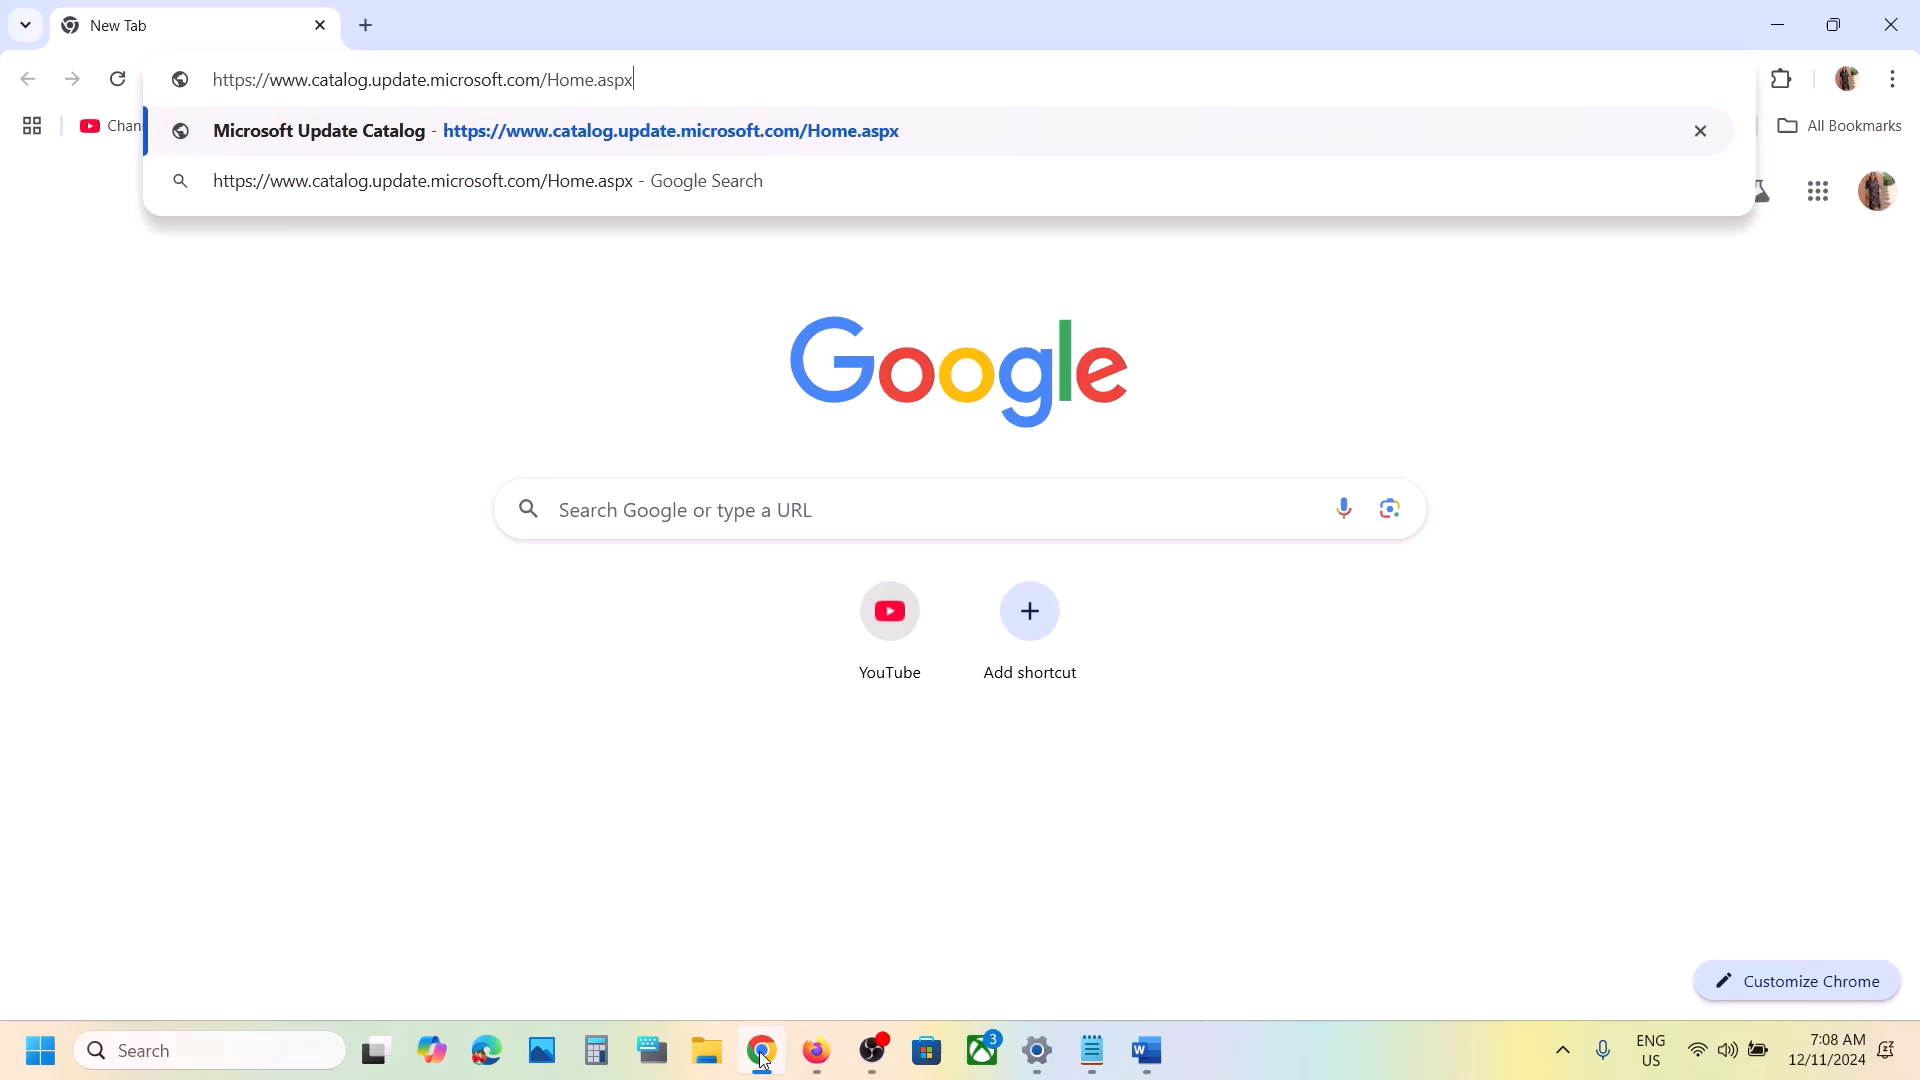 New Tab
https://www.catalog.update.microsoft.com/Home.aspx
Microsoft Update Catalog - https://www.catalog.update.microsoft.com/Home.aspx
https://www.catalog.update.microsoft.com/Home.aspx - Google Search
All Bookmarks
Google
Search Google or type a URL
YouTube
Add shortcut
Customize Chrome
Search
3
ENG
US
7:08 AM
12/11/2024